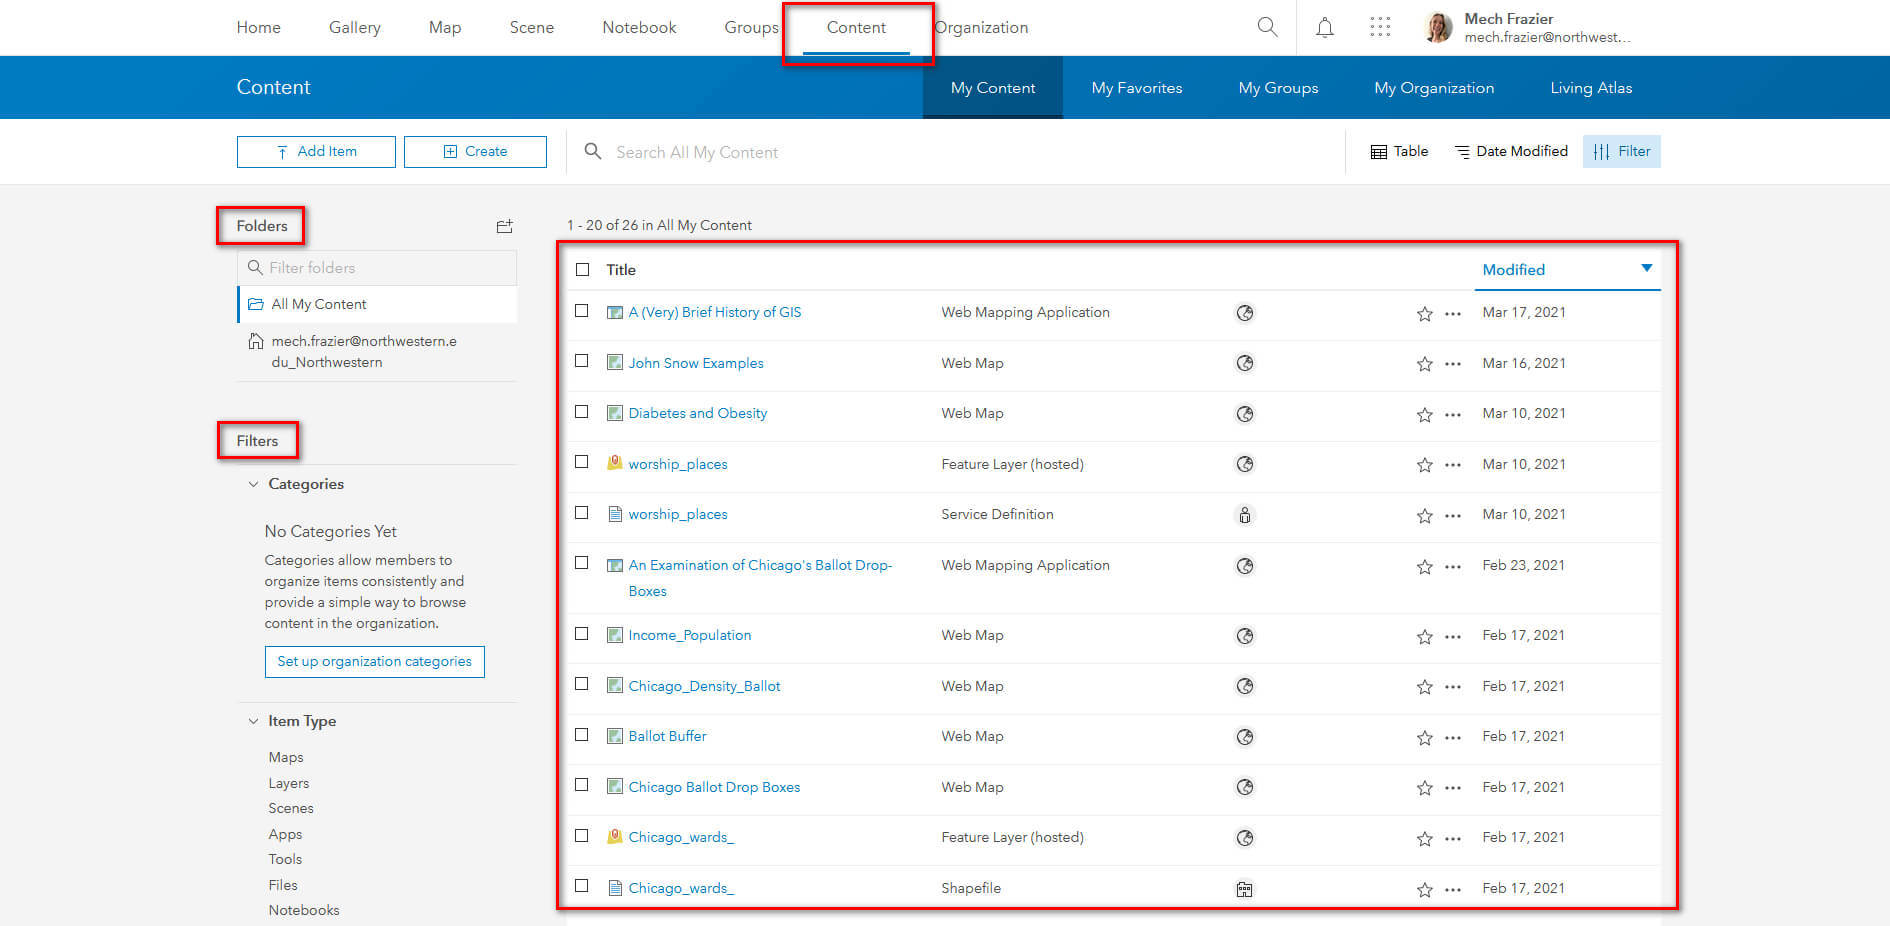 Home Gallery Map Scene Notebook Groups Content Organization
Mech Frazier
mech.frazier@northwest...
Content My Content My Favorites My Groups My Organization Living Atlas
Add Item Create Search All My Content Table Date Modified Filter
Folders
Filter folders
All My Content
mech.frazier@northwestern.e
du_Northwestern
Filters
Categories
No Categories Yet
Categories allow members to
organize items consistently and
provide a simple way to browse
content in the organization.
Set up organization categories
Item Type
Maps
Layers
Scenes
Apps
Tools
Files
Notebooks
1 - 20 of 26 in All My Content
Title Modified
A (Very) Brief History of GIS Web Mapping Application Mar 17, 2021
John Snow Examples Web Map Mar 16, 2021
Diabetes and Obesity Web Map Mar 10, 2021
worship_places Feature Layer (hosted) Mar 10, 2021
worship_places Service Definition Mar 10, 2021
An Examination of Chicago's Ballot Drop- Web Mapping Application Feb 23, 2021
Boxes
Income_Population Web Map Feb 17, 2021
Chicago_Density_Ballot Web Map Feb 17, 2021
Ballot Buffer Web Map Feb 17, 2021
Chicago Ballot Drop Boxes Web Map Feb 17, 2021
Chicago_wards_ Feature Layer (hosted) Feb 17, 2021
Chicago_wards_ Shapefile Feb 17, 2021